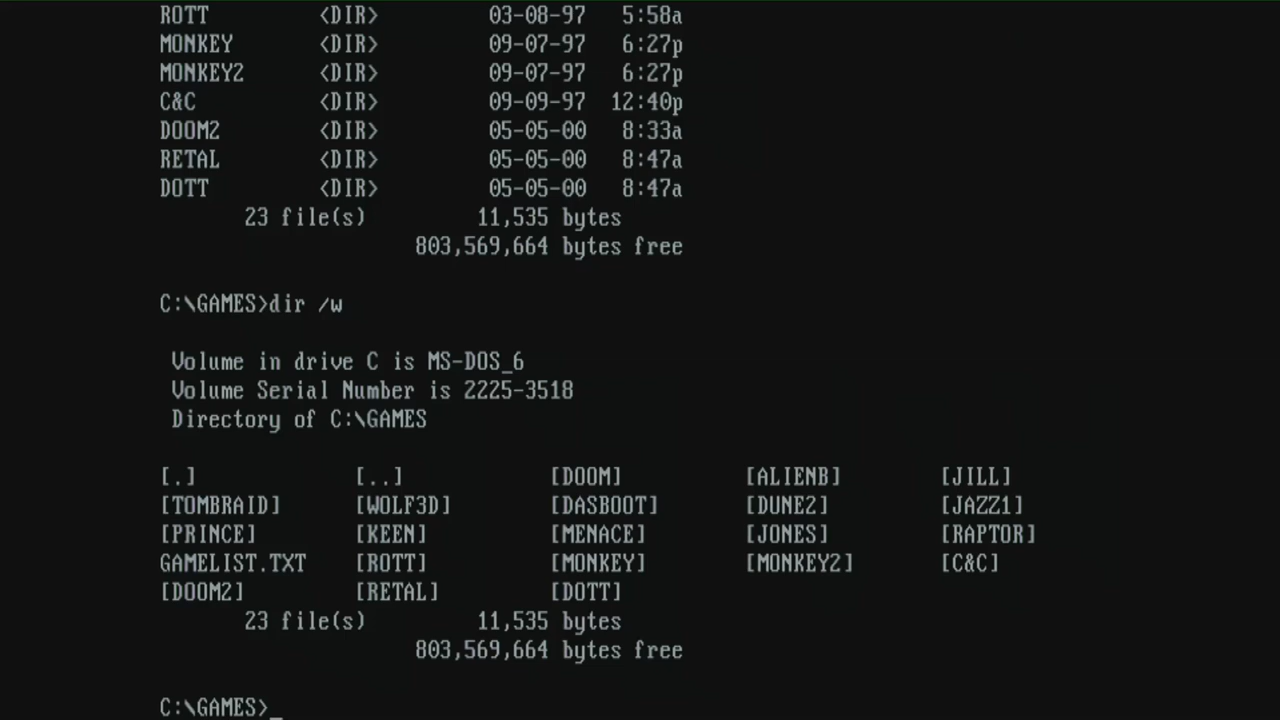 ROTT <DIR> 03-08-97 5:58a
MONKEY <DIR> 09-07-97 6:27p
MONKEY2 <DIR> 09-07-97 6:27p
C&C <DIR> 09-09-97 12:40p
DOOM2 <DIR> 05-05-00 8:33a
RETAL <DIR> 05-05-00 8:47a
DOTT <DIR> 05-05-00 8:47a
23 file(s) 11,535 bytes
803,569,664 bytes free
C:\GAMES>dir /w
Volume in drive C is MS-DOS_6
Volume Serial Number is 2225-3518
Directory of C:\GAMES
[.] [..] [DOOM] [ALIENB] [JILL]
[TOMBRAID] [WOLF3D] [DASBOOT] [DUNE2] [JAZZ1]
[PRINCE] [KEEN] [MENACE] [JONES] [RAPTOR]
GAMELIST.TXT [ROTT] [MONKEY] [MONKEY2] [C&C]
[DOOM2] [RETAL] [DOTT]
23 file(s) 11,535 bytes
803,569,664 bytes free
C:\GAMES>_